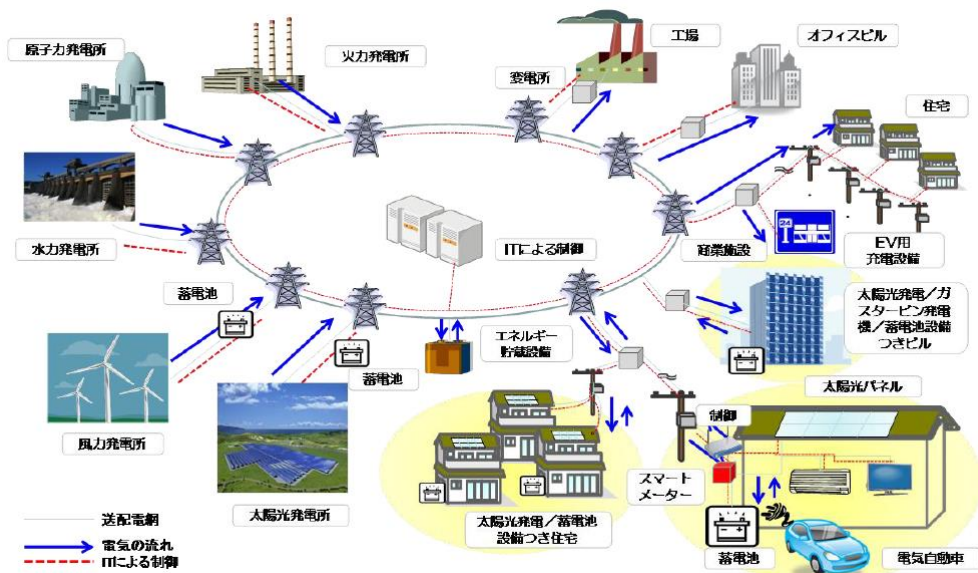 原子力発電所
火力発電所
変電所
工場
オフィスビル
住宅
水力発電所
ITによる制御
商業施設
24
EV用
充電設備
蓄電池
風力発電所
太陽光発電所
蓄電池
エネルギー
貯蔵設備
太陽光発電/ガ
スタービン発電
機/蓄電池設備
つきビル
太陽光パネル
制御
スマート
メーター
太陽光発電/蓄電池
設備つき住宅
蓄電池
電気自動車
送配電網
電気の流れ
ITによる制御